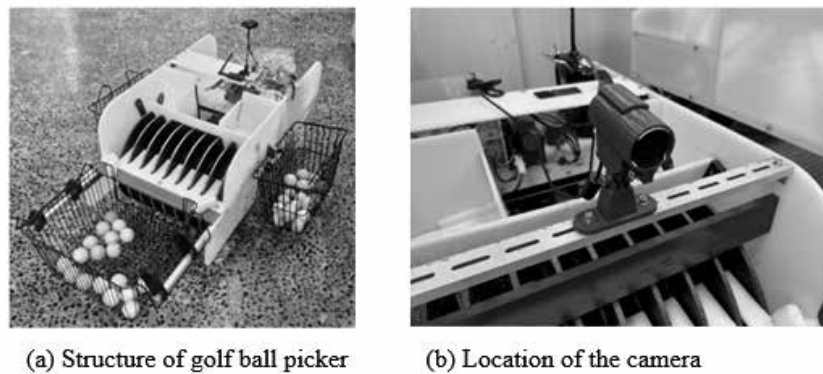 (a) Structure of golf ball picker
(b) Location of the camera